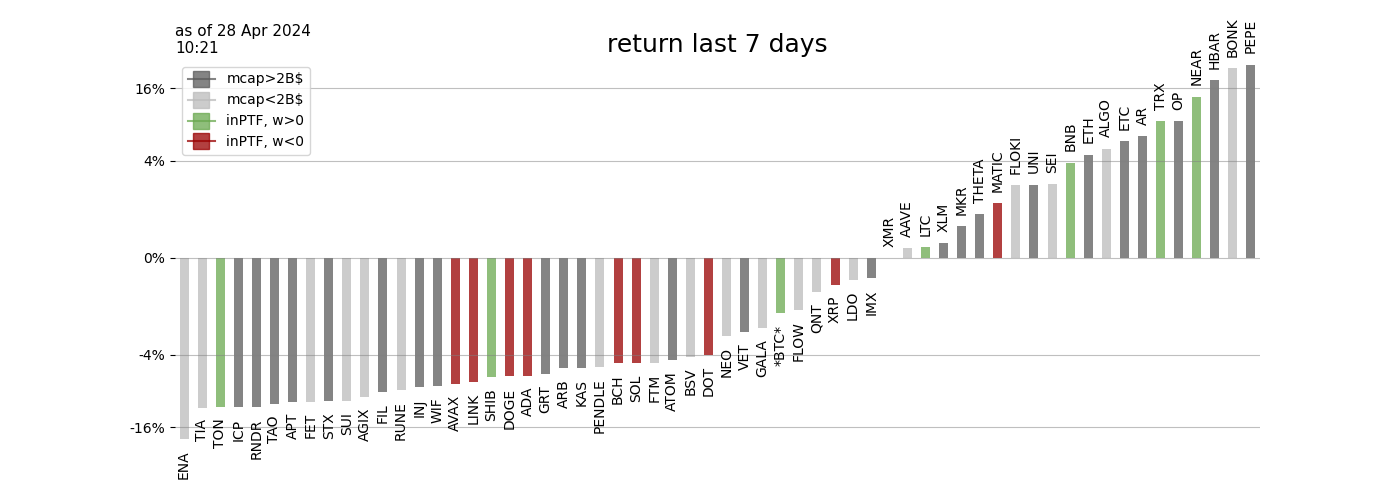 as of 28 Apr 2024
10:21
return last 7 days
mcap>2B$
mcap<2B$
inPTF, w>0
inPTF, w<0
16%
4%
0%
-4%
-16%
ENA
TIA
TON
ICP
RNDR
TAO
APT
FET
STX
SUI
AGIX
FIL
RUNE
INJ
WIF
AVAX
LINK
SHIB
DOGE
ADA
GRT
ARB
KAS
PENDLE
BCH
SOL
FTM
ATOM
BSV
DOT
NEO
VET
GALA
*BTC*
FLOW
QNT
XRP
LDO
IMX
XMR
AAVE
LTC
XLM
MKR
THETA
MATIC
FLOKI
UNI
SEI
BNB
ETH
ALGO
ETC
AR
TRX
OP
NEAR
HBAR
BONK
PEPE